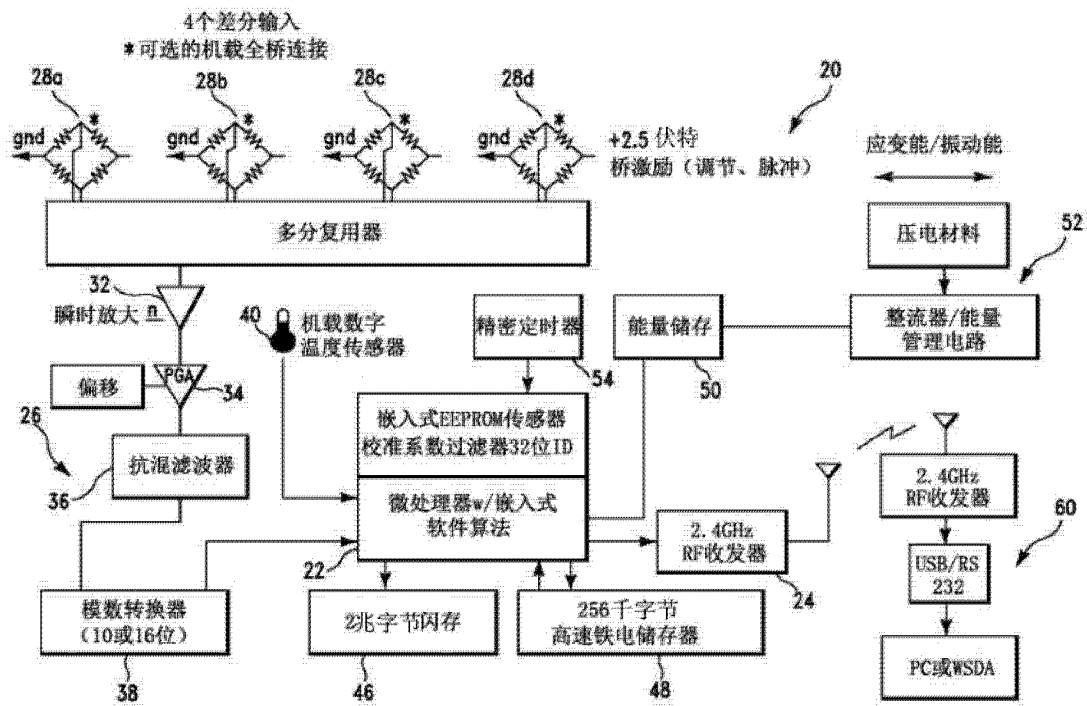 4个差分输入
*可选的机载全桥连接
28a
28b
28c
28d
20
*
*
*
*
gnd
gnd
gnd
gnd
+2.5伏特
桥激励（调节、脉冲）
应变能/振动能
多分复用器
压电材料
52
32
瞬时放大 n
40
机载数字
温度传感器
精密定时器
54
能量储存
50
整流器/能量
管理电路
偏移
PGA
34
26
抗混滤波器
36
嵌入式EEPROM传感器
校准系数过滤器32位ID
微处理器w/嵌入式
软件算法
22
2.4GHz
RF收发器
24
2.4GHz
RF收发器
60
USB/RS
232
模数转换器
（10或16位）
38
2兆字节闪存
46
256千字节
高速铁电储存器
48
PC或WSDA